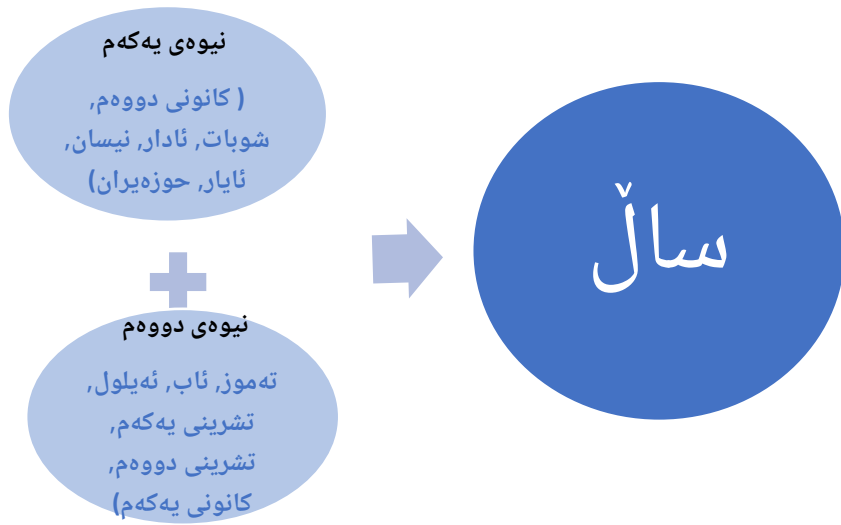 نیوەی یەکەم
( کانونی دووەم,
شوبات, ئادار, نیسان,
ئایار, حوزەیران)
نیوەی دووەم
تەموز, ئاب, ئەیلول,
تشرینی یەکەم,
تشرینی دووەم,
کانونی یەکەم)
ساڵ